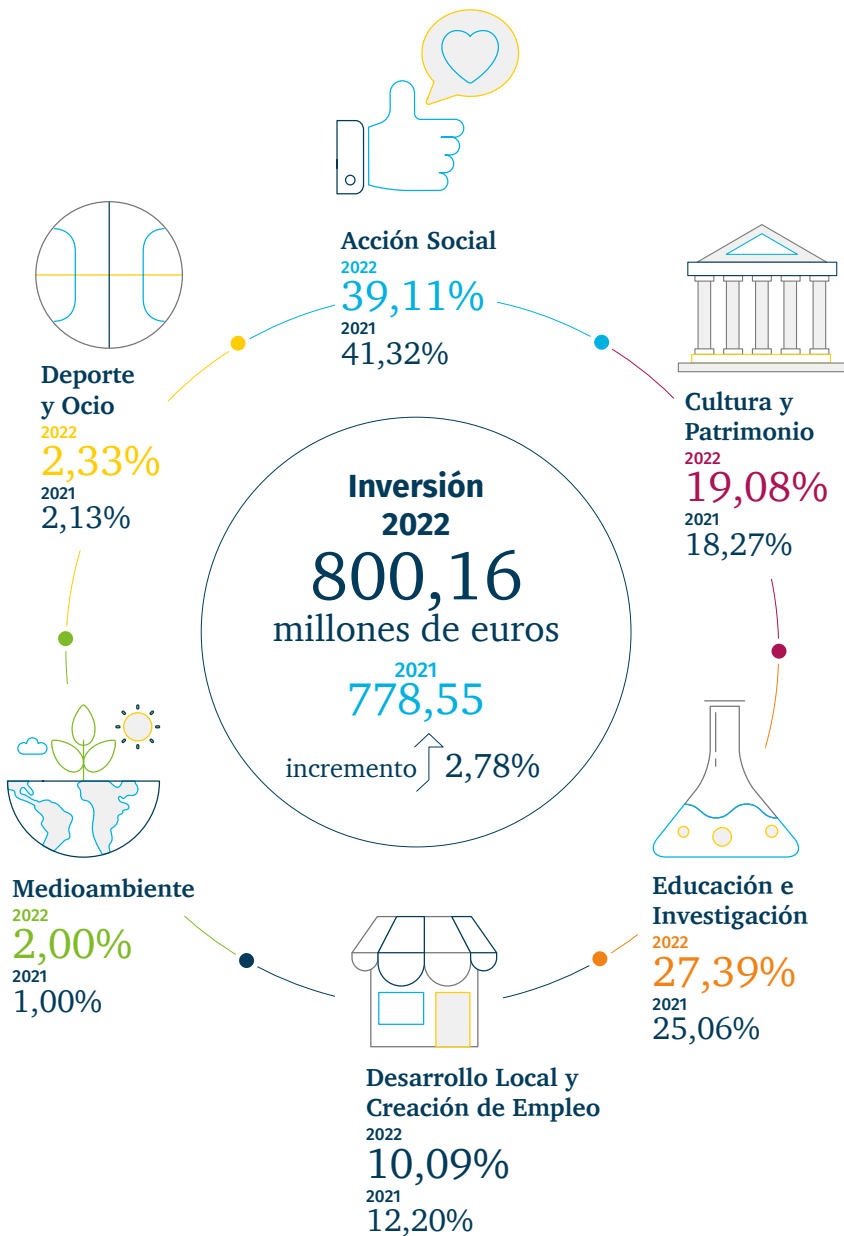 Acción Social
2022
39,11%
2021
41,32%
Deporte
y Ocio
2022
2,33%
2021
2,13%
Cultura y
Patrimonio
2022
19,08%
2021
18,27%
Inversión
2022
800,16
millones de euros
2021
778,55
incremento 2,78%
Medioambiente
2022
2,00%
2021
1,00%
Educación e
Investigación
2022
27,39%
2021
25,06%
Desarrollo Local y
Creación de Empleo
2022
10,09%
2021
12,20%